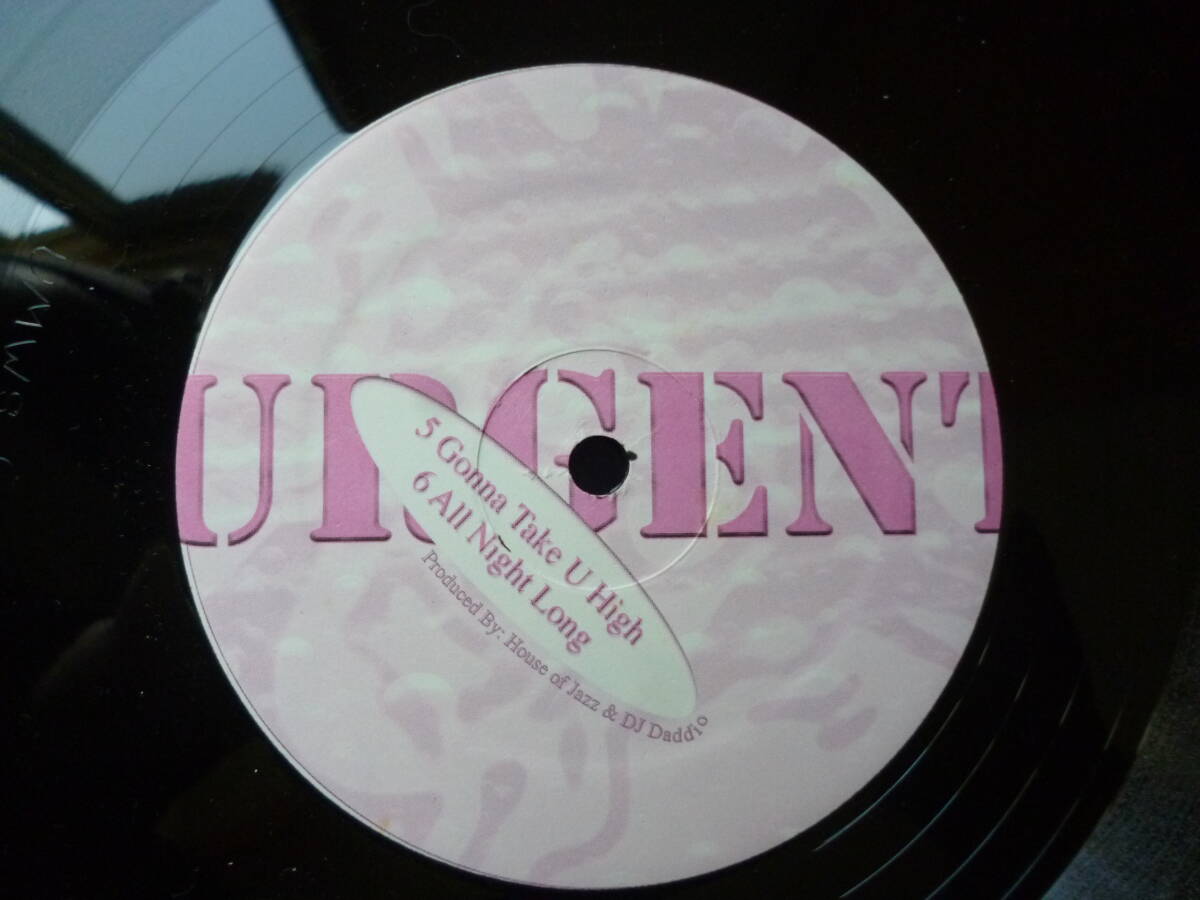 URGENT
5 Gonna Take U High
6 All Night Long
Produced By: House of Jazz & DJ Daddio